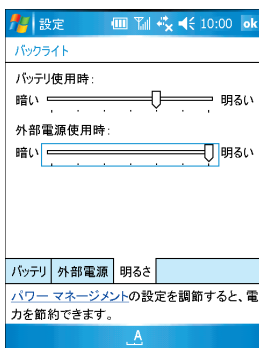 設定 10:00 ok
バックライト
バッテリ使用時:
暗い 明るい
外部電源使用時:
暗い 明るい
バッテリ 外部電源 明るさ
パワー マネージメントの設定を調節すると、電
力を節約できます。
A